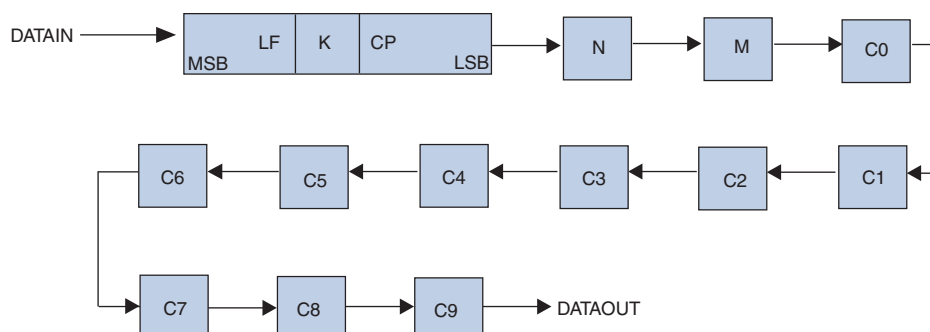 DATAIN LF K CP N M C0
MSB LSB
C6 C5 C4 C3 C2 C1
C7 C8 C9 DATAOUT